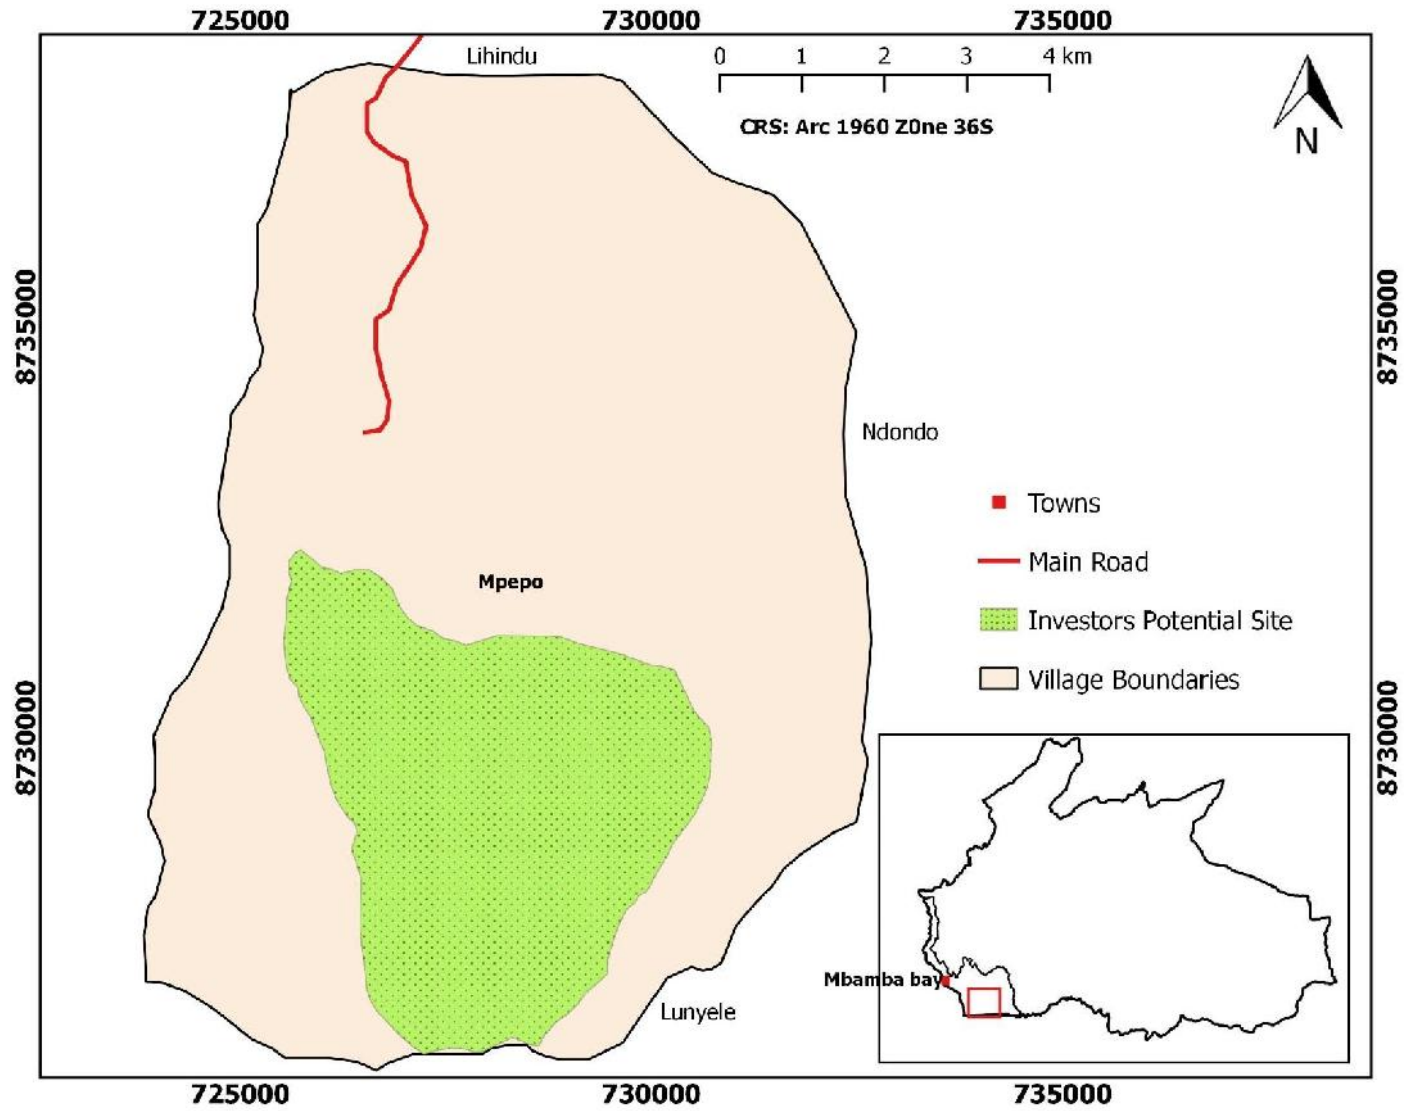 725000 730000 735000
Lihindu
0 1 2 3 4 km
CRS: Arc 1960 Z0ne 36S
N
8735000
8735000
Ndondo
Towns
Main Road
Mpepo
Investors Potential Site
Village Boundaries
8730000
8730000
Mbamba bay
Lunyele
725000 730000 735000